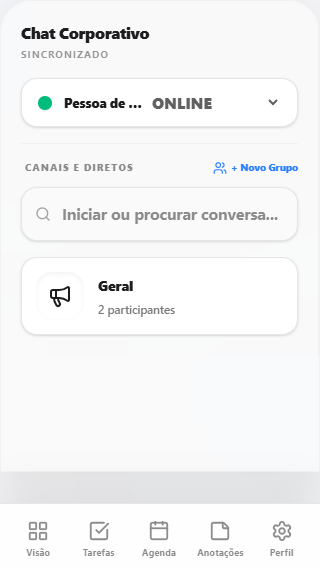 Chat Corporativo
SINCRONIZADO
Pessoa de ... ONLINE
CANAIS E DIRETOS + Novo Grupo
Iniciar ou procurar conversa...
Geral
2 participantes
Visão Tarefas Agenda Anotações Perfil